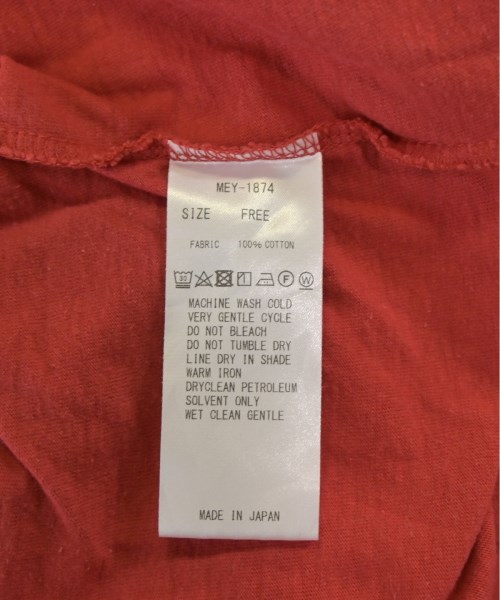 MEY-1874
SIZE FREE
FABRIC 100% COTTON
30 F W
MACHINE WASH COLD
VERY GENTLE CYCLE
DO NOT BLEACH
DO NOT TUMBLE DRY
LINE DRY IN SHADE
WARM IRON
DRYCLEAN PETROLEUM
SOLVENT ONLY
WET CLEAN GENTLE
MADE IN JAPAN